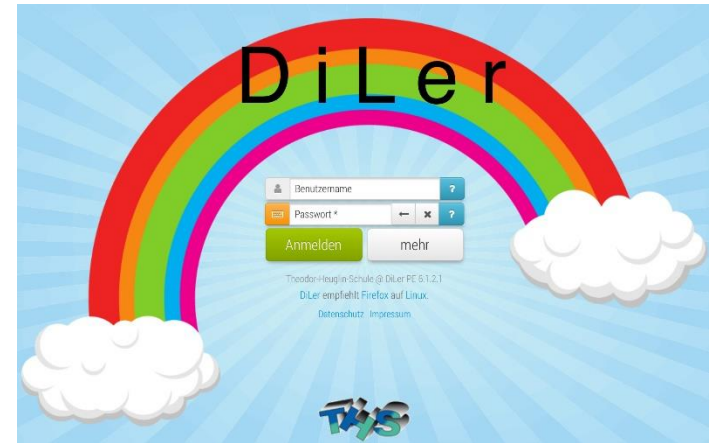 DiLer
Benutzername ?
Passwort * ← x ?
Anmelden mehr
Theodor-Heuglin-Schule @ DiLer PE 6.1.2.1
DiLer empfiehlt Firefox auf Linux.
Datenschutz Impressum
THS